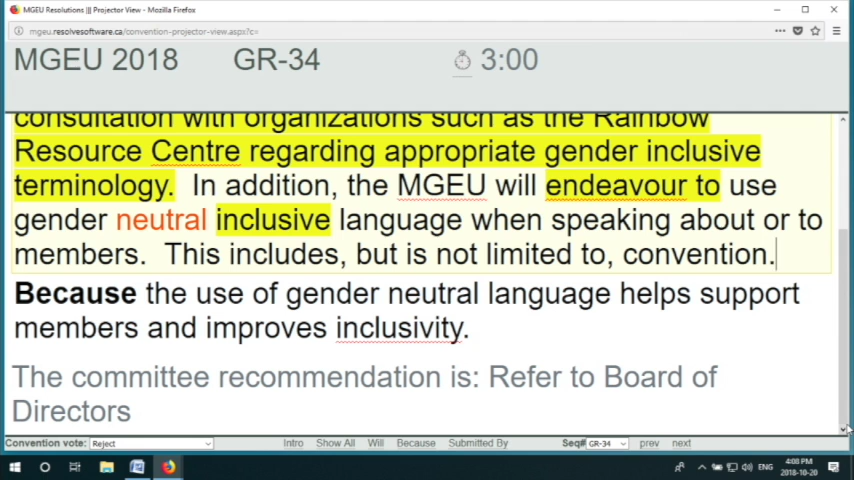 MGEU Resolutions ||| Projector View - Mozilla Firefox
mgeu.resolvesoftware.ca/convention-projector-view.aspx?c=
MGEU 2018 GR-34 3:00
consultation with organizations such as the Rainbow
Resource Centre regarding appropriate gender inclusive
terminology. In addition, the MGEU will endeavour to use
gender neutral inclusive language when speaking about or to
members. This includes, but is not limited to, convention.
Because the use of gender neutral language helps support
members and improves inclusivity.
The committee recommendation is: Refer to Board of
Directors
Convention vote: Reject Intro Show All Will Because Submitted By Seq# GR-34 prev next
ENG 4:08 PM
2018-10-20